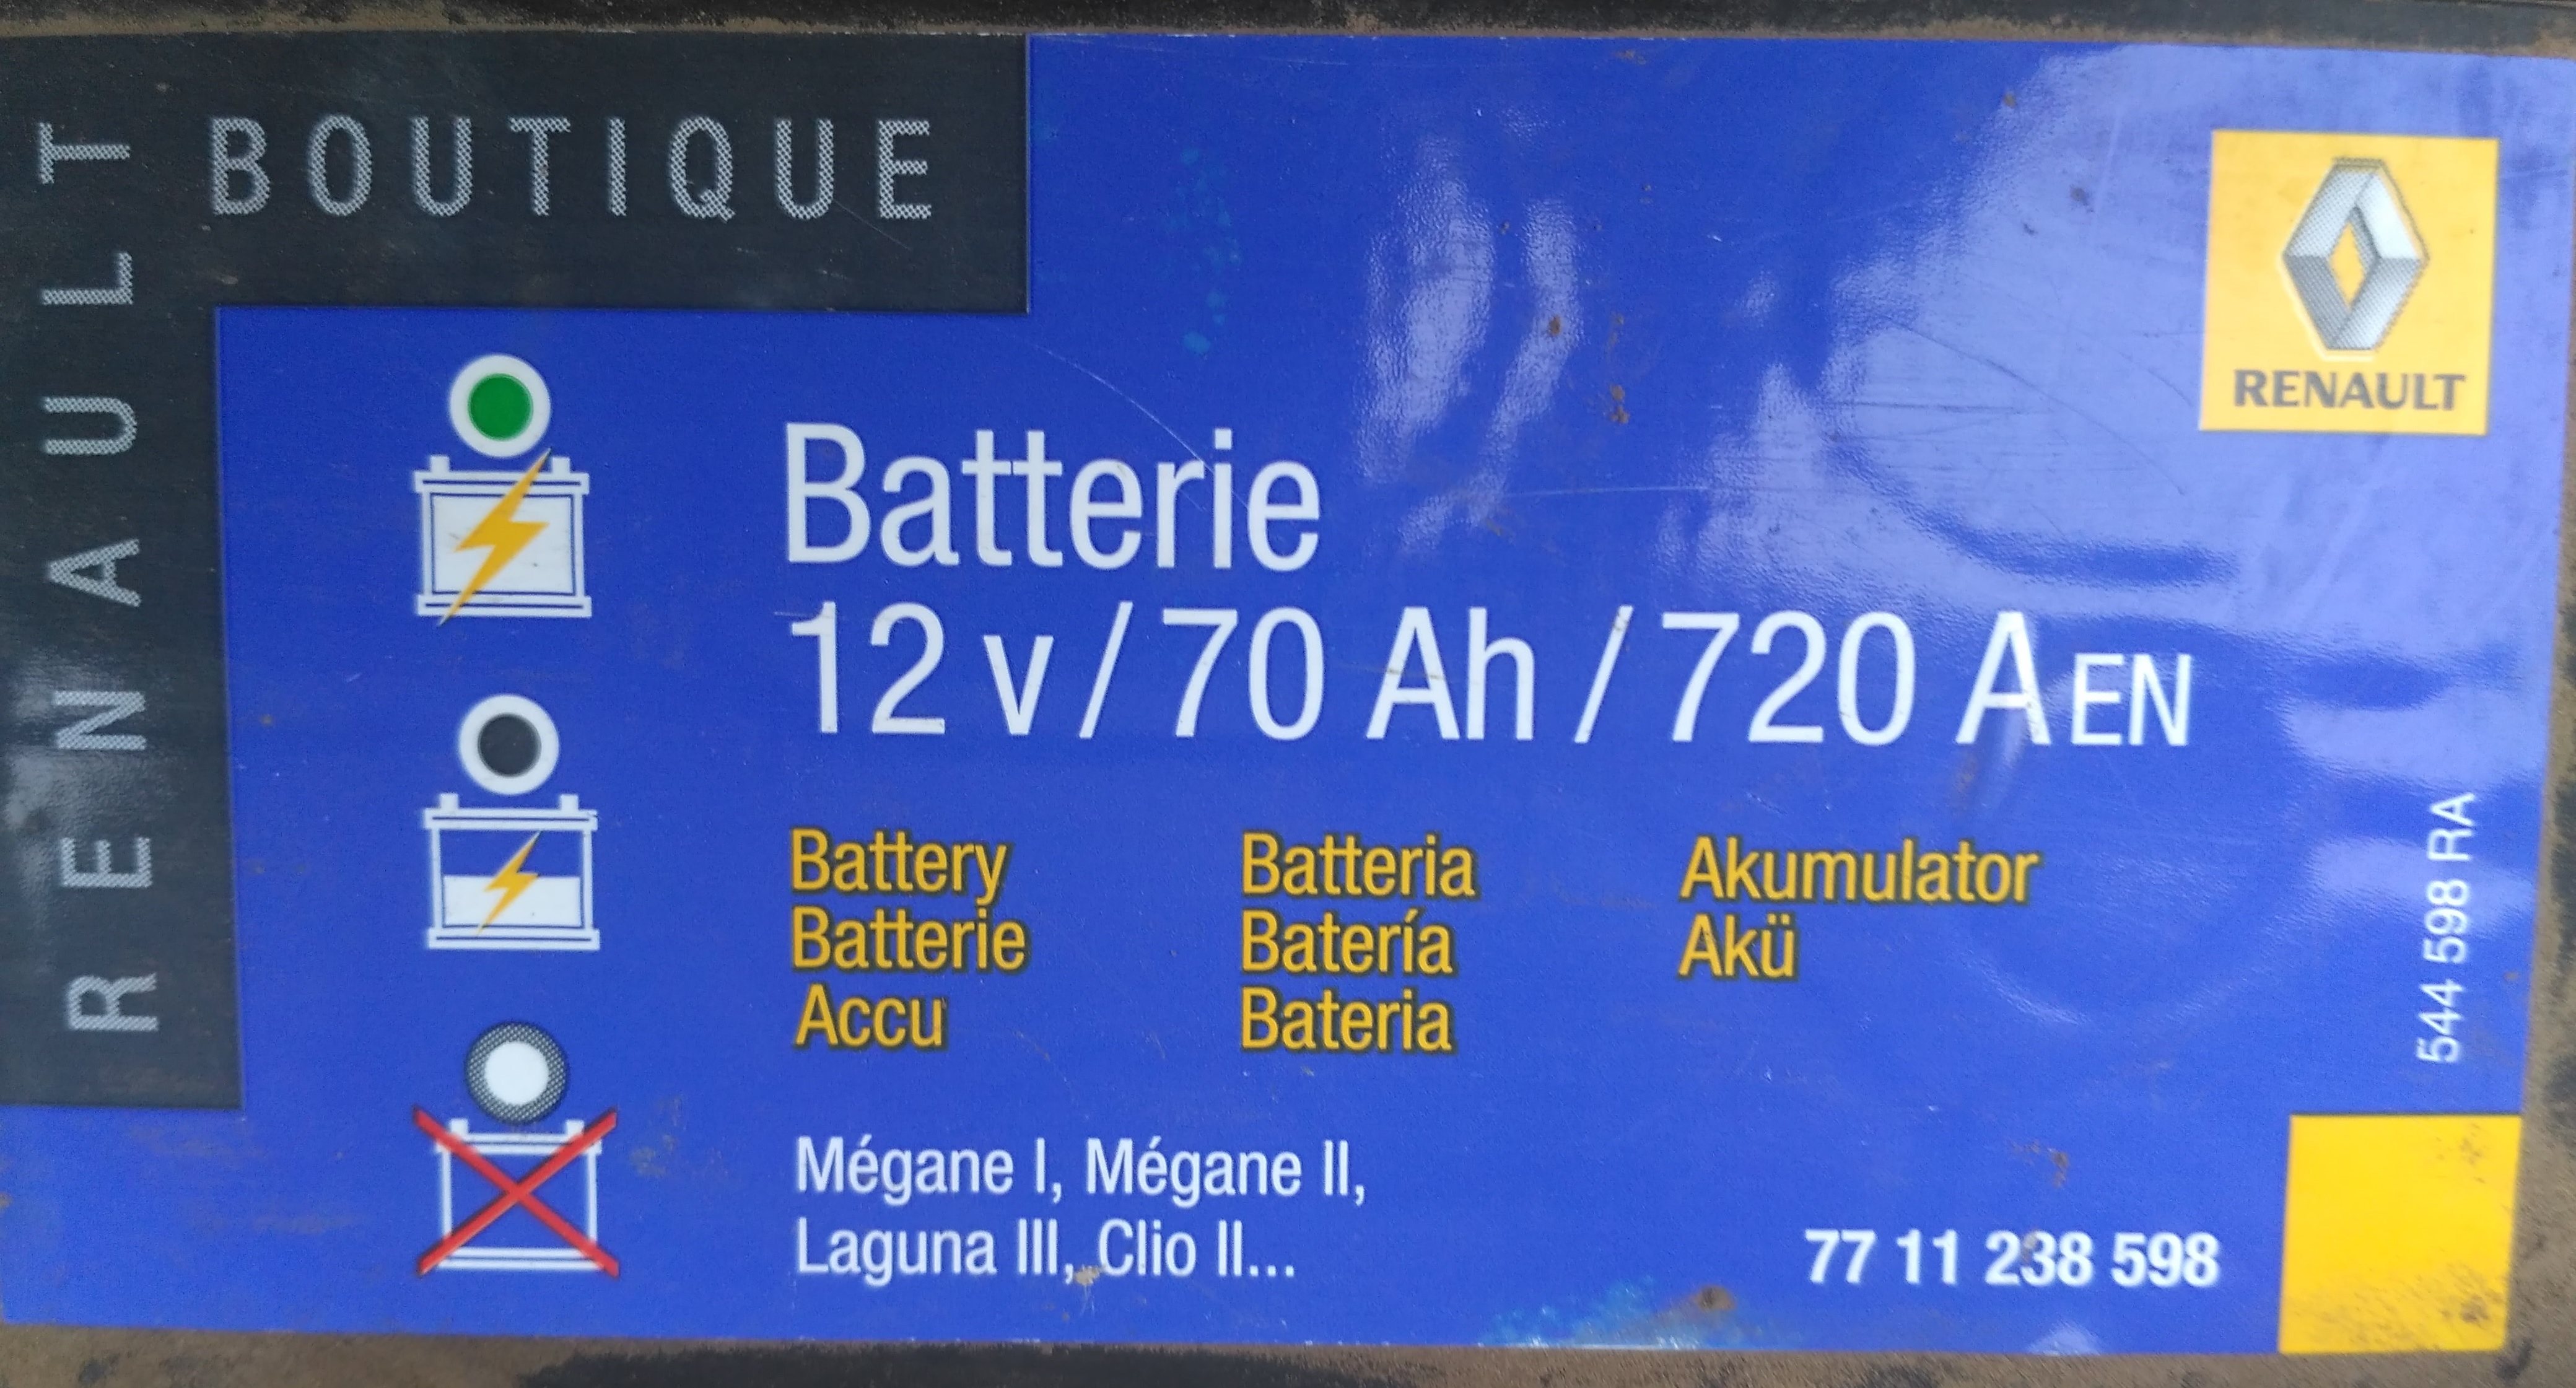 RENAULT
BOUTIQUE
RENAULT
Batterie
12 v / 70 Ah / 720 A EN
Battery
Batterie
Accu
Batteria
Batería
Bateria
Akumulator
Akü
Mégane I, Mégane II,
Laguna III, Clio II...
77 11 238 598
544 598 RA